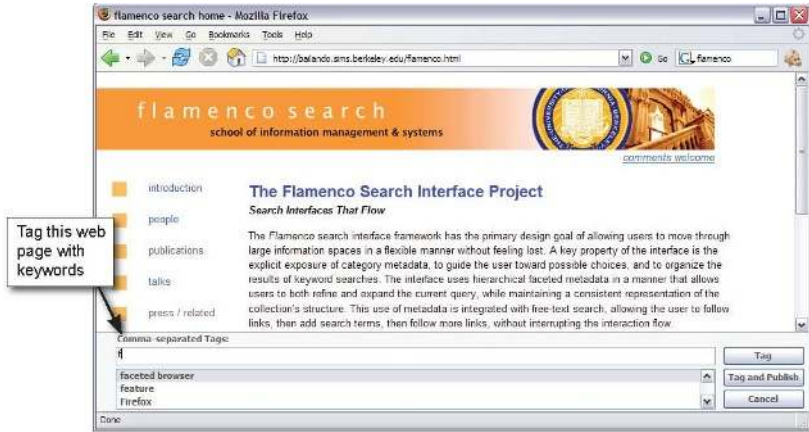 flamenco search home - Mozilla Firefox
File Edit View Go Bookmarks Tools Help
http://bailando.sims.berkeley.edu/flamenco.html Go flamenco
flamenco search
school of information management & systems
comments welcome
introduction
people
publications
talks
press / related
The Flamenco Search Interface Project
Search Interfaces That Flow
The Flamenco search interface framework has the primary design goal of allowing users to move through
large information spaces in a flexible manner without feeling lost. A key property of the interface is the
explicit exposure of category metadata, to guide the user toward possible choices, and to organize the
results of keyword searches. The interface uses hierarchical faceted metadata in a manner that allows
users to both refine and expand the current query, while maintaining a consistent representation of the
collection's structure. This use of metadata is integrated with free-text search, allowing the user to follow
links, then add search terms, then follow more links, without interrupting the interaction flow.
Tag this web
page with
keywords
Comma-separated Tags:
f
Tag
faceted browser
feature
Firefox
Tag and Publish
Cancel
Done